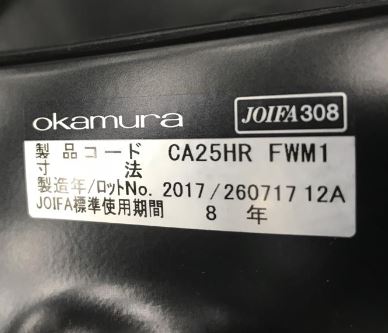 okamura JOIFA308
製品コード CA25HR FWM1
寸法
製造年/ロットNo. 2017/260717 12A
JOIFA標準使用期間 8 年